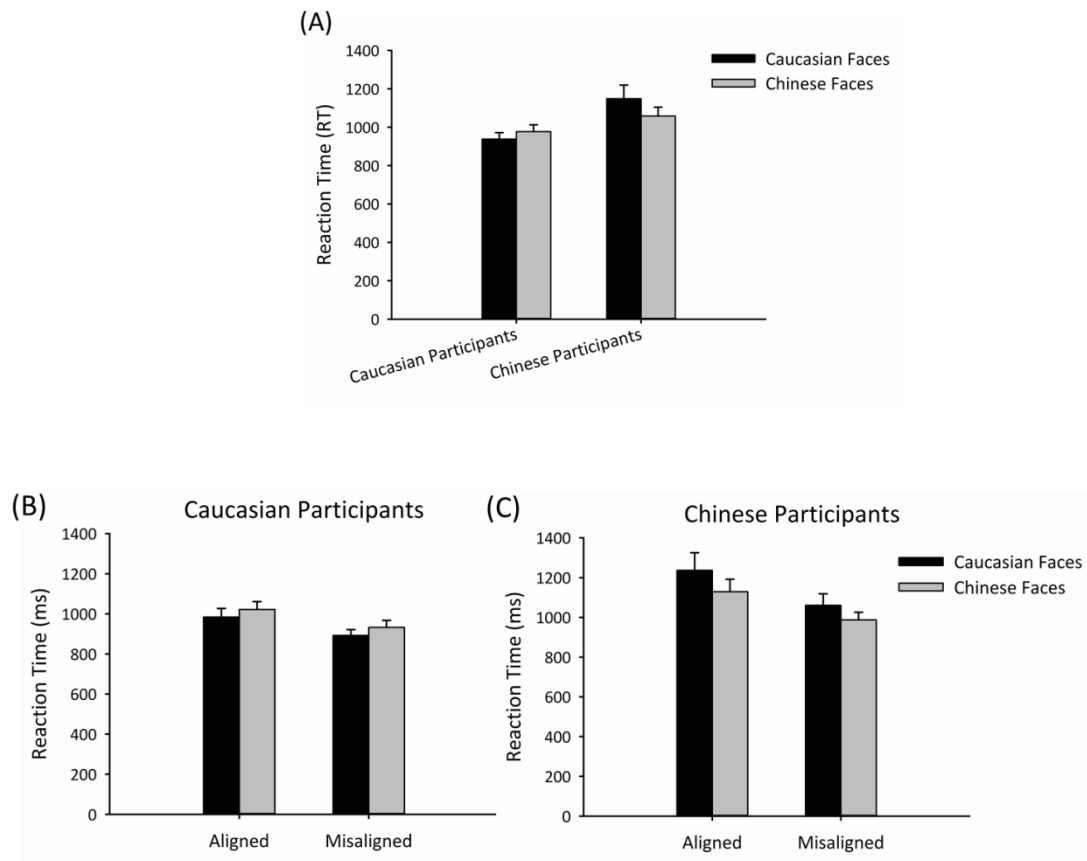 (A)
1400
1200
1000
800
600
400
200
0
Reaction Time (RT)
Caucasian Faces
Chinese Faces
Caucasian Participants
Chinese Participants
(B)
Caucasian Participants
1400
1200
1000
800
600
400
200
0
Reaction Time (ms)
Aligned Misaligned
(C)
Chinese Participants
1400
1200
1000
800
600
400
200
0
Reaction Time (ms)
Caucasian Faces
Chinese Faces
Aligned Misaligned